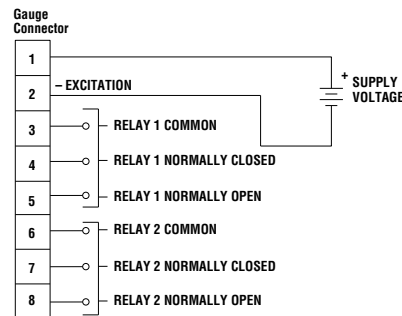 Gauge
Connector
1
2
– EXCITATION
+ SUPPLY
VOLTAGE
3
RELAY 1 COMMON
4
RELAY 1 NORMALLY CLOSED
5
RELAY 1 NORMALLY OPEN
6
RELAY 2 COMMON
7
RELAY 2 NORMALLY CLOSED
8
RELAY 2 NORMALLY OPEN